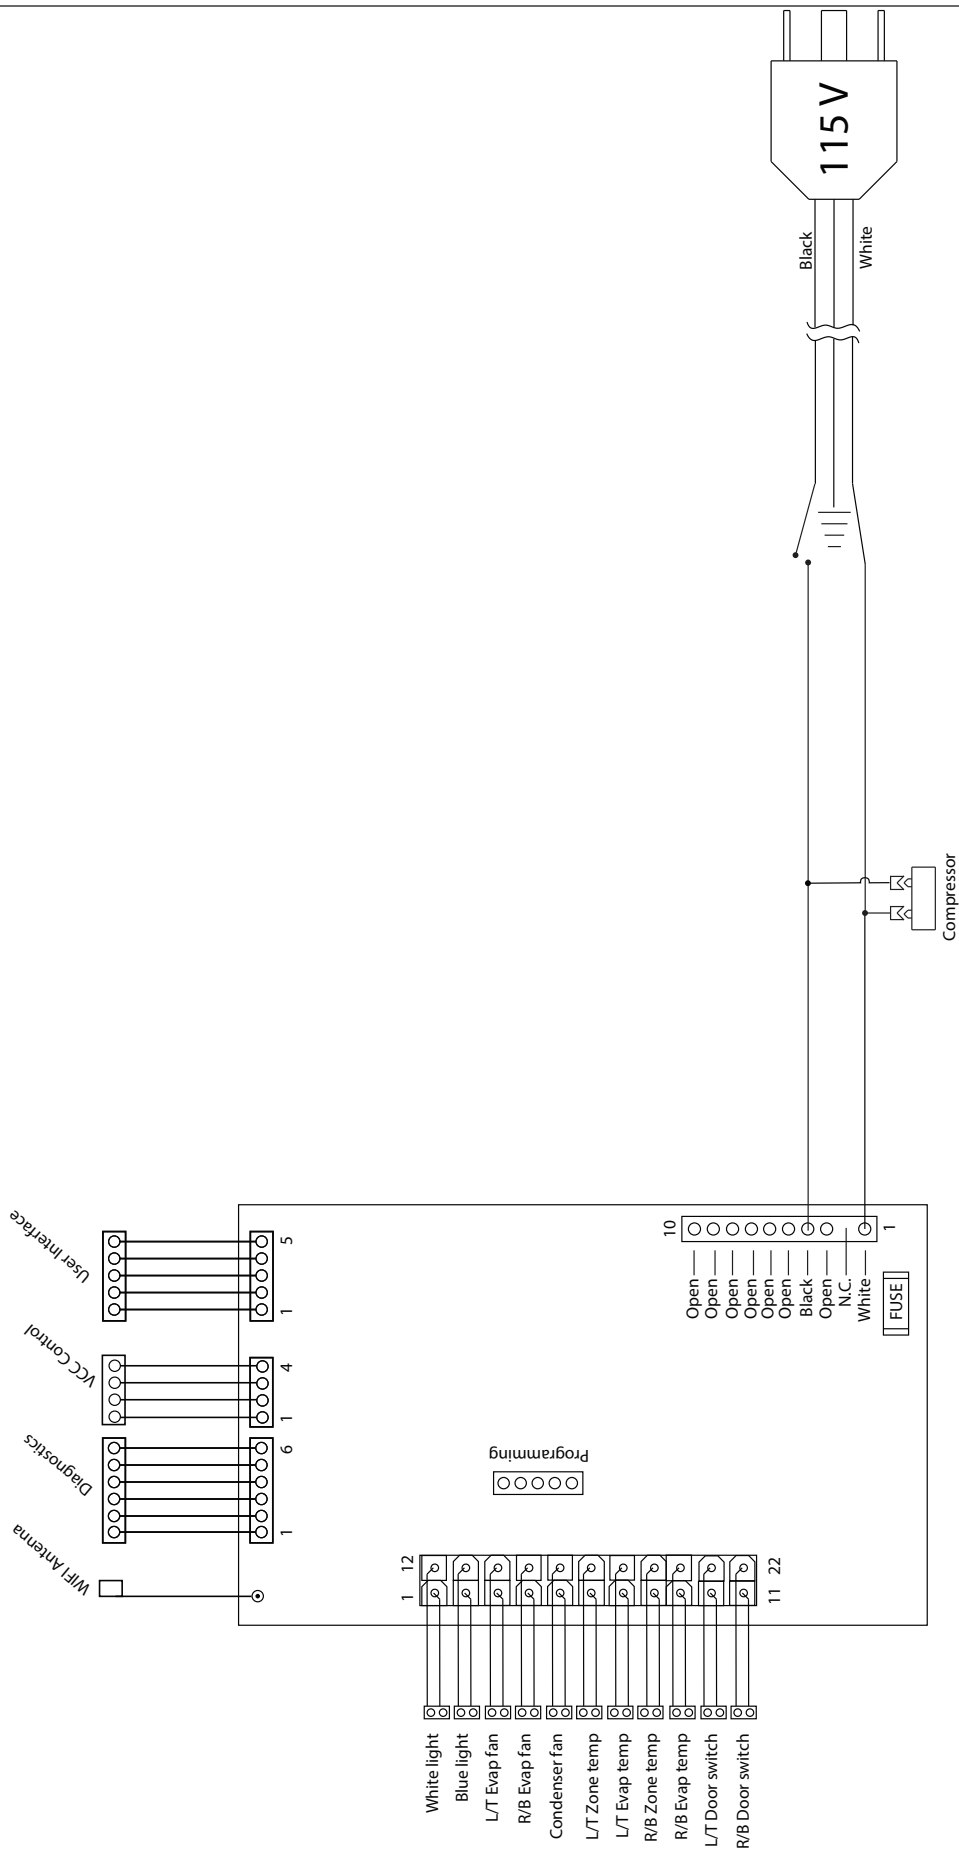 115 V
Black
White
Compressor
User Interface
VCC Control
Diagnostics
WIFI Antenna
5
1
4
1
6
1
10
1
Open
Open
Open
Open
Open
Open
Black
Open
N.C.
White
FUSE
Programming
12
1
22
11
White light
Blue light
L/T Evap fan
R/B Evap fan
Condenser fan
L/T Zone temp
L/T Evap temp
R/B Zone temp
R/B Evap temp
L/T Door switch
R/B Door switch